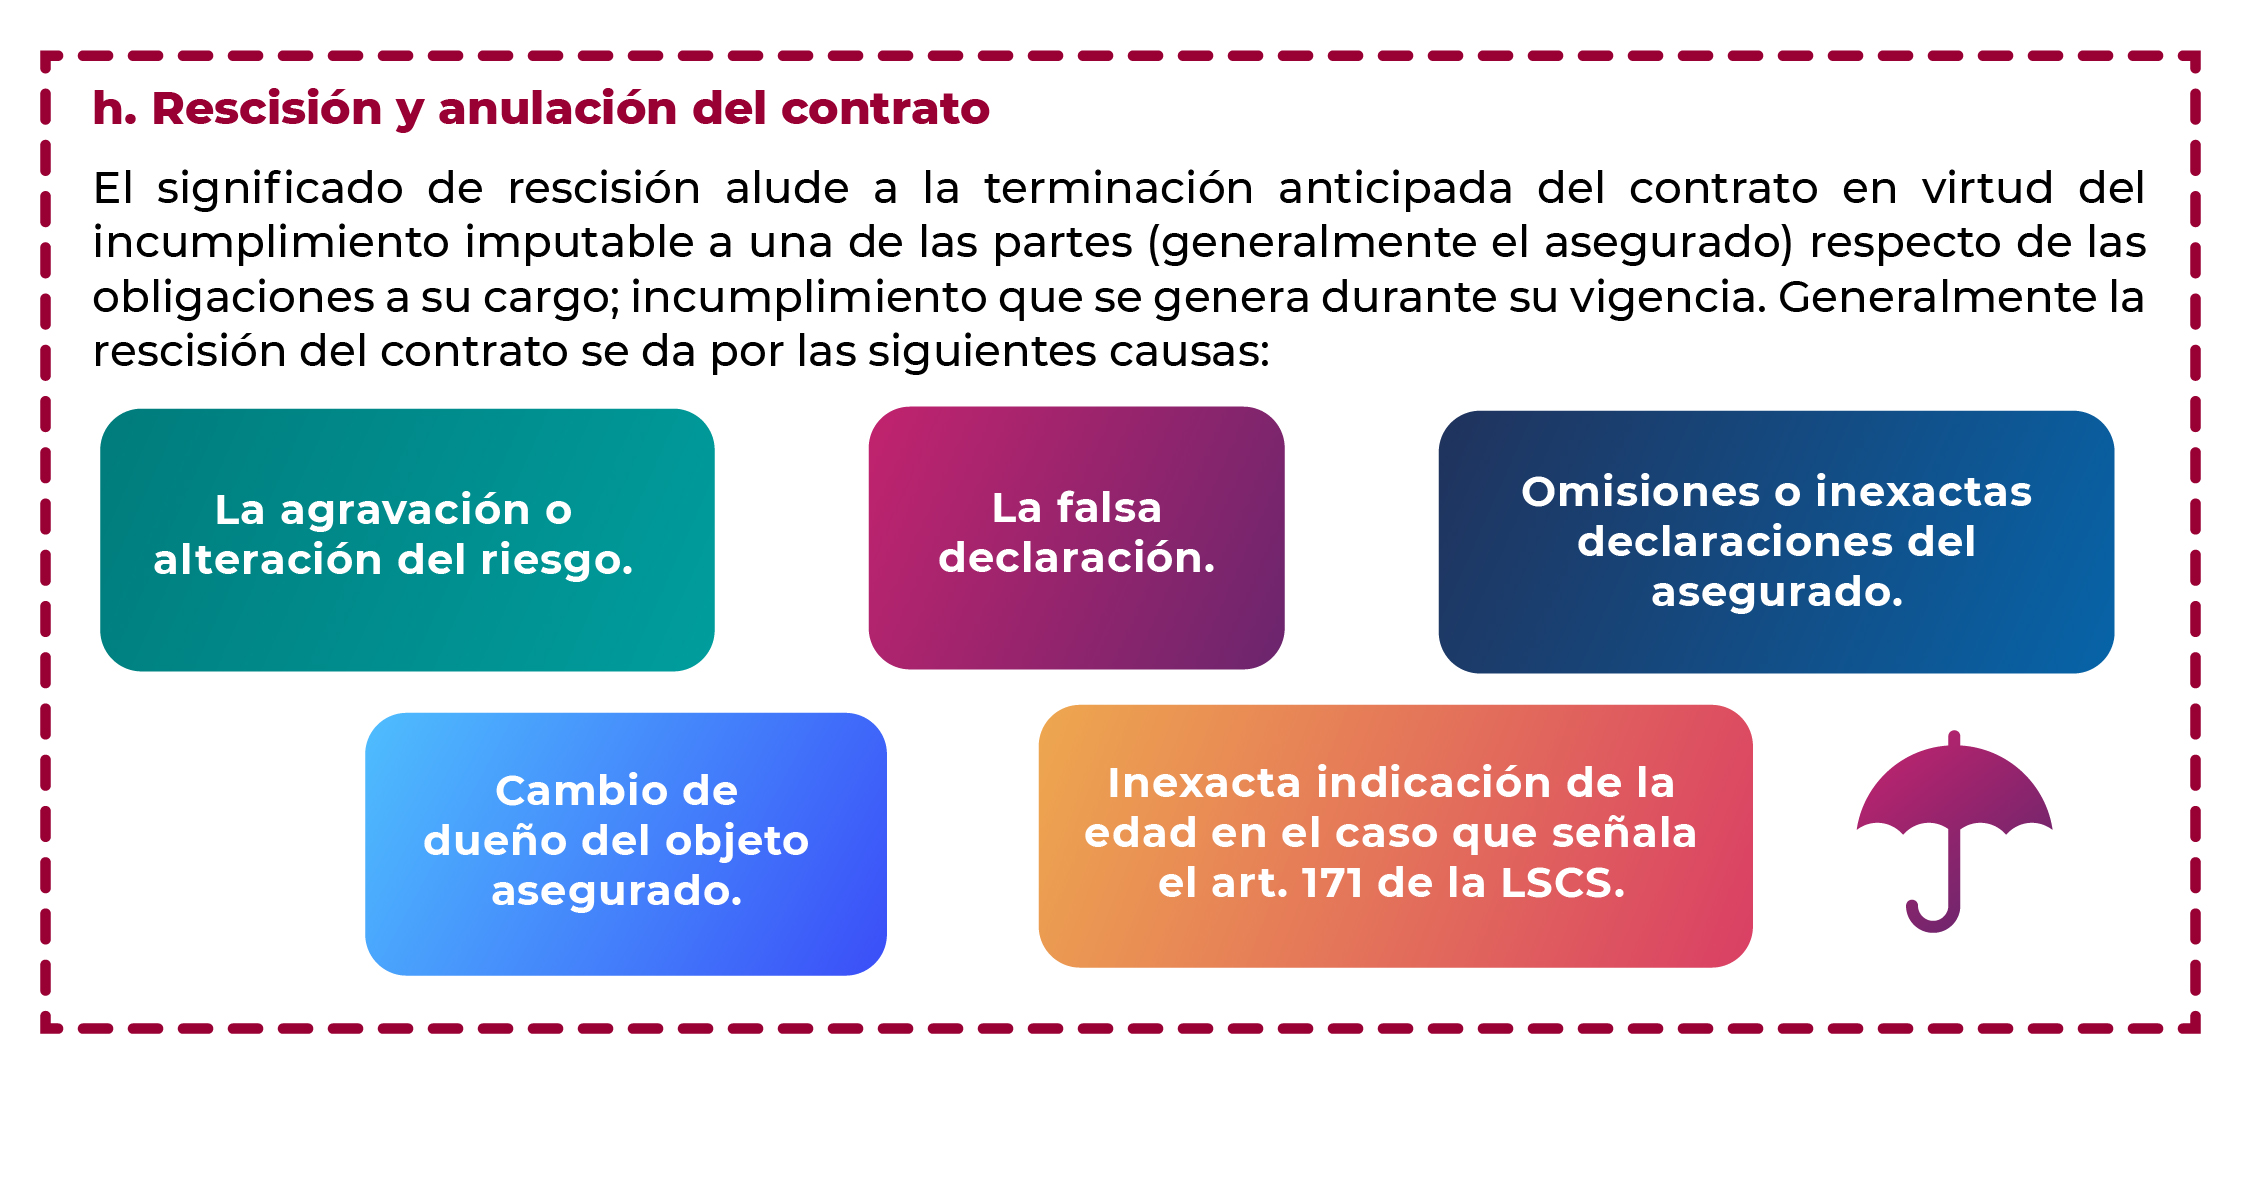 h. Rescisión y anulación del contrato
El significado de rescisión alude a la terminación anticipada del contrato en virtud del
incumplimiento imputable a una de las partes (generalmente el asegurado) respecto de las
obligaciones a su cargo; incumplimiento que se genera durante su vigencia. Generalmente la
rescisión del contrato se da por las siguientes causas:
La agravación o
alteración del riesgo.
La falsa
declaración.
Omisiones o inexactas
declaraciones del
asegurado.
Cambio de
dueño del objeto
asegurado.
Inexacta indicación de la
edad en el caso que señala
el art. 171 de la LSCS.